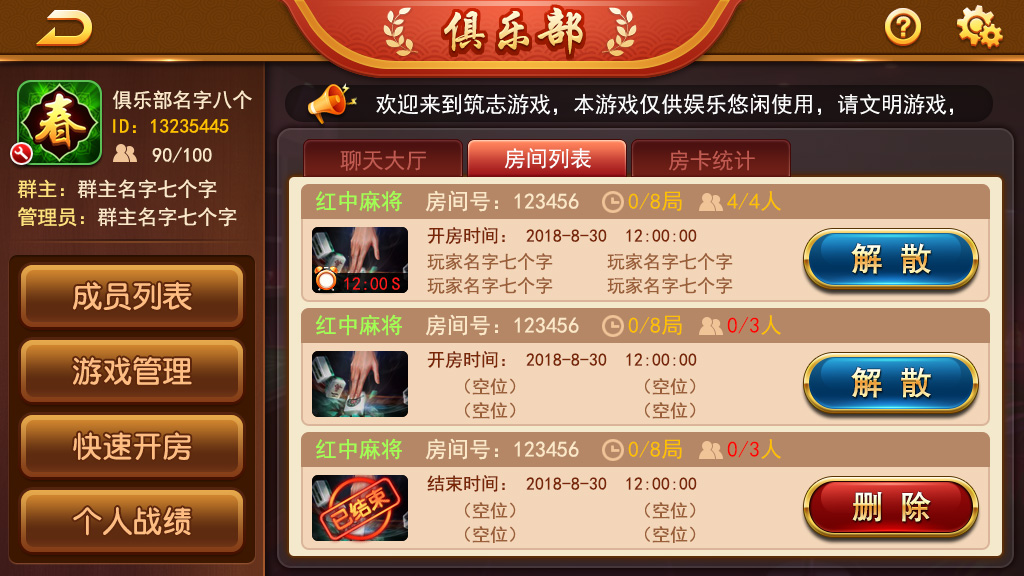 俱乐部
?
春
俱乐部名字八个
ID：13235445
90/100
群主：群主名字七个字
管理员：群主名字七个字
成员列表
游戏管理
快速开房
个人战绩
欢迎来到筑志游戏，本游戏仅供娱乐悠闲使用，请文明游戏，
聊天大厅 房间列表 房卡统计
红中麻将 房间号：123456 0/8局 4/4人
开房时间： 2018-8-30 12:00:00
玩家名字七个字 玩家名字七个字
玩家名字七个字 玩家名字七个字
12:00 S
解 散
红中麻将 房间号：123456 0/8局 0/3人
开房时间： 2018-8-30 12:00:00
（空位） （空位）
（空位） （空位）
解 散
红中麻将 房间号：123456 0/8局 0/3人
结束时间： 2018-8-30 12:00:00
（空位） （空位）
（空位） （空位）
已结束
删 除